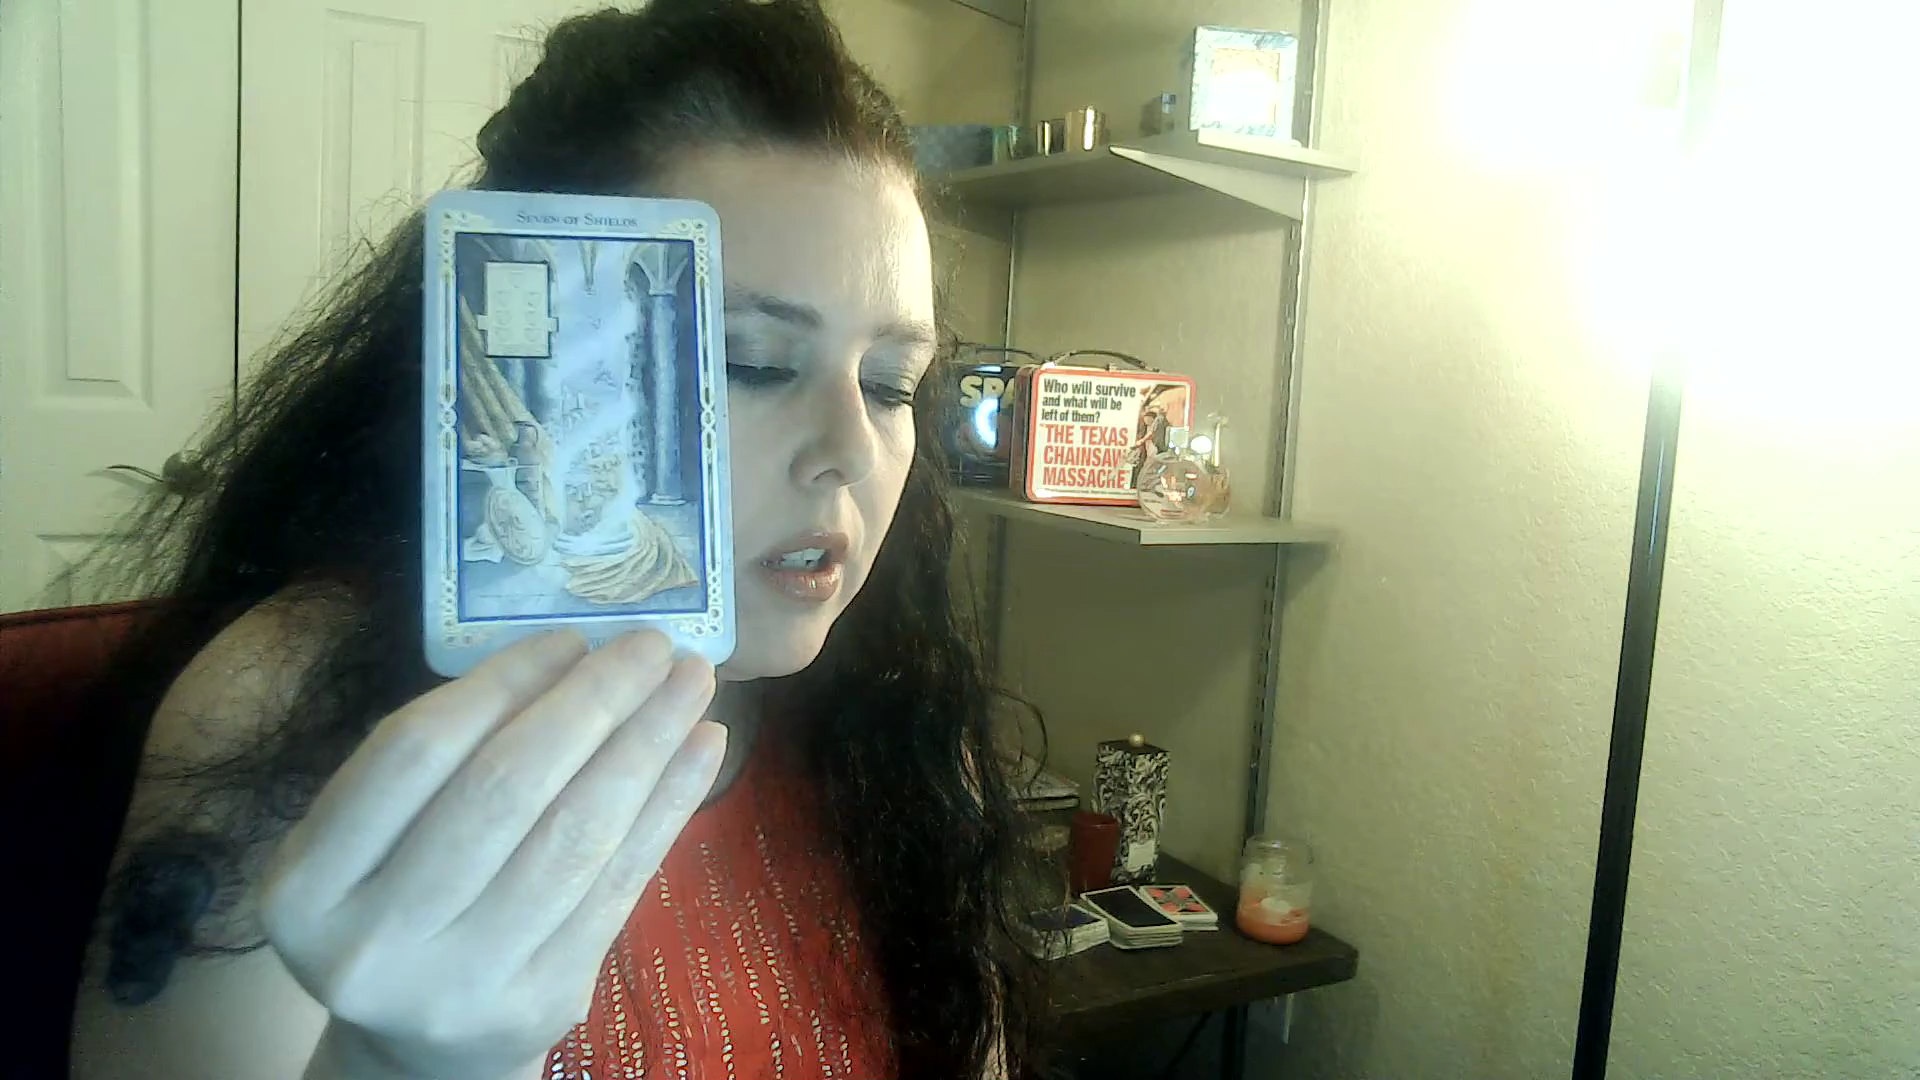 SEVEN OF SHIELDS
Who will survive
and what will be
left of them?
THE TEXAS
CHAINSAW
MASSACRE